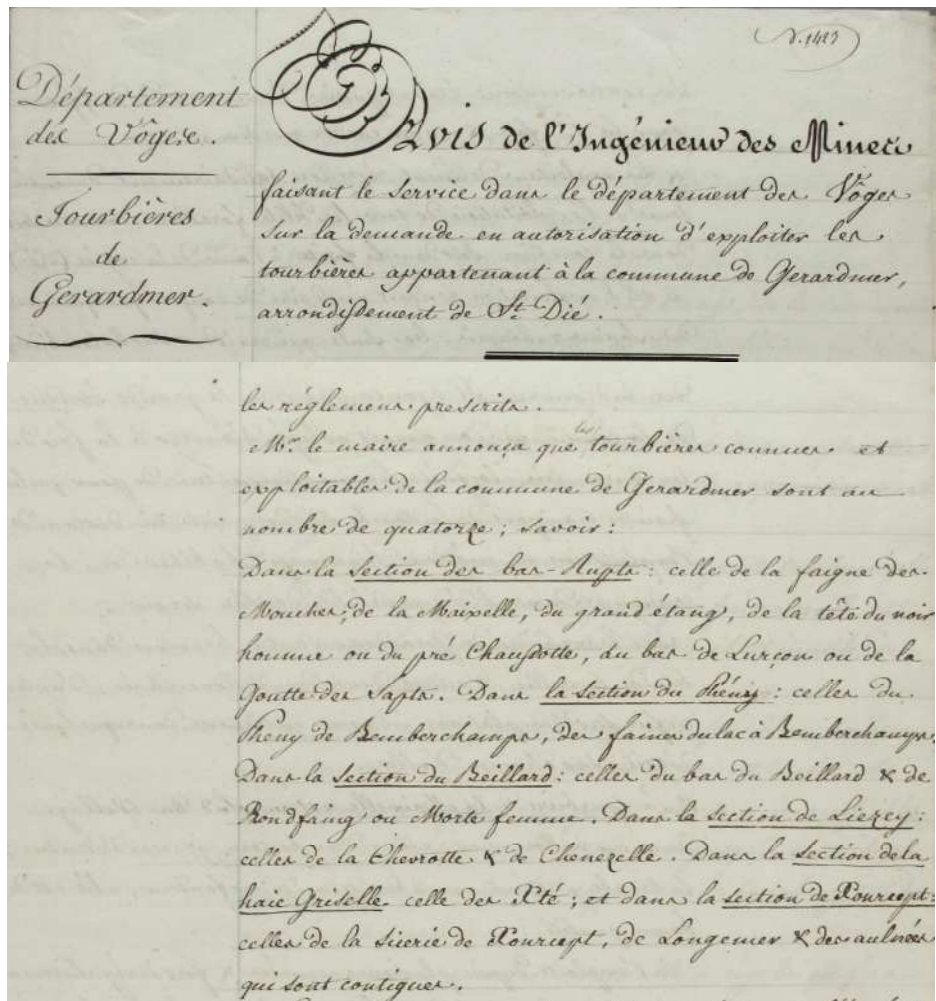 N. 1423
Département
des Vôges.
Tourbières
de
Gerardmer.
Avis de l'Ingénieur des Mines
faisant le service dans le département des Vôges
sur la demande en autorisation d'exploiter les
tourbières appartenant à la commune de Gerardmer,
arrondissement de St. Dié.
les réglemens prescrits.
Mr. le maire annonça que les tourbières connues et
exploitables de la commune de Gerardmer sont au
nombre de quatorze ; savoir :
Dans la section des bas-Rupts : celle de la faigne des
Mouches, de la Maixelle, du grand étang, de la tête du noir
homme ou du pré Chaussotte, du bas de Lurçon ou de la
Goutte des Sapts. Dans la section du Phény : celles du
Pheny de Bemberchamps, des faines du lac à Bemberchamps.
Dans la section du Beillard : celles du bas du Beillard & de
Rondfaing ou Morte femme. Dans la section de Liezey :
celles de la Chevrotte & de Chenezelle. Dans la section de la
haie Griselle celle des Xté ; et dans la section de Xourcept :
celles de la scierie de Xourcept, de Longemer & des aulnées
qui sont contigues.